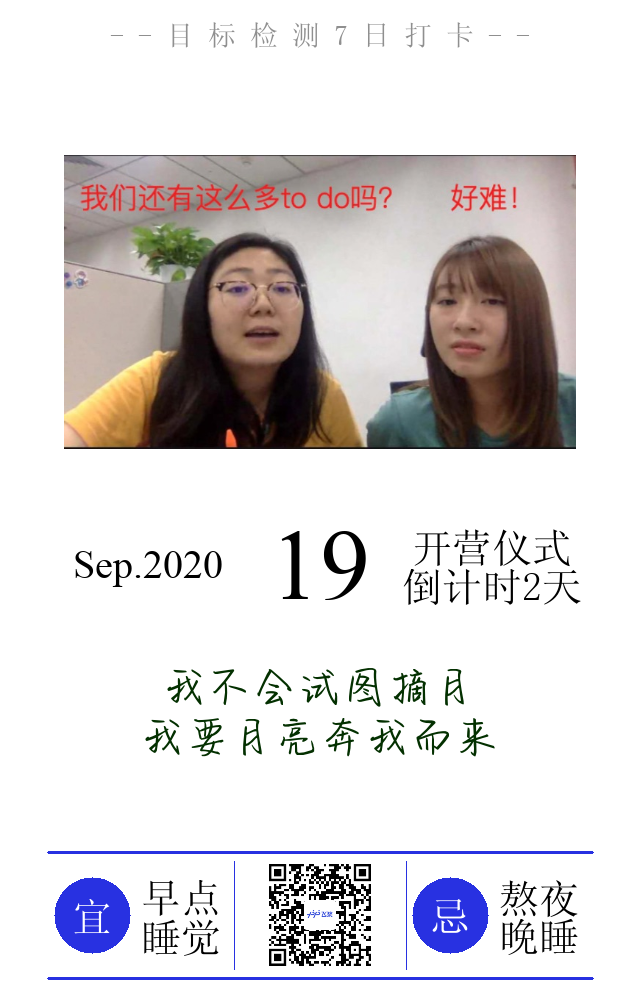 --目标检测7日打卡--
我们还有这么多to do吗? 好难!
Sep.2020
19
开营仪式
倒计时2天
我不会试图摘月
我要月亮奔我而来
宜
早点
睡觉
飞桨
忌
熬夜
晚睡